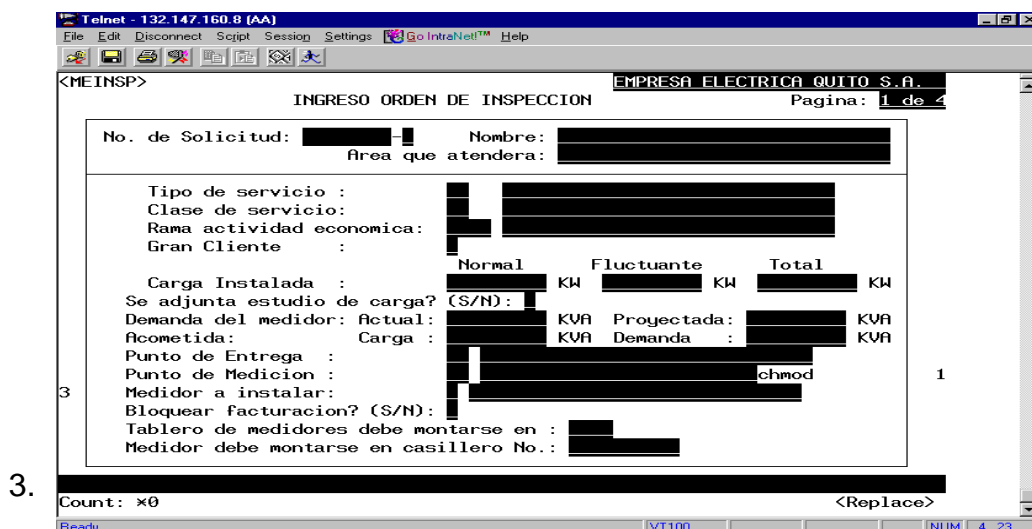 Telnet - 132.147.160.8 (AA)
File Edit Disconnect Script Session Settings Go IntraNet!™ Help
<MEINSP> EMPRESA ELECTRICA QUITO S.A.
INGRESO ORDEN DE INSPECCION Pagina: 1 de 4
No. de Solicitud: - Nombre:
Area que atendera:
Tipo de servicio :
Clase de servicio:
Rama actividad economica:
Gran Cliente :
Normal Fluctuante Total
Carga Instalada : KW KW KW
Se adjunta estudio de carga? (S/N):
Demanda del medidor: Actual: KVA Proyectada: KVA
Acometida: Carga : KVA Demanda : KVA
Punto de Entrega :
Punto de Medicion : chmod 1
3 Medidor a instalar:
Bloquear facturacion? (S/N):
Tablero de medidores debe montarse en :
Medidor debe montarse en casillero No.:
3.
Count: *0 <Replace>
Ready VT100 NUM 4, 23